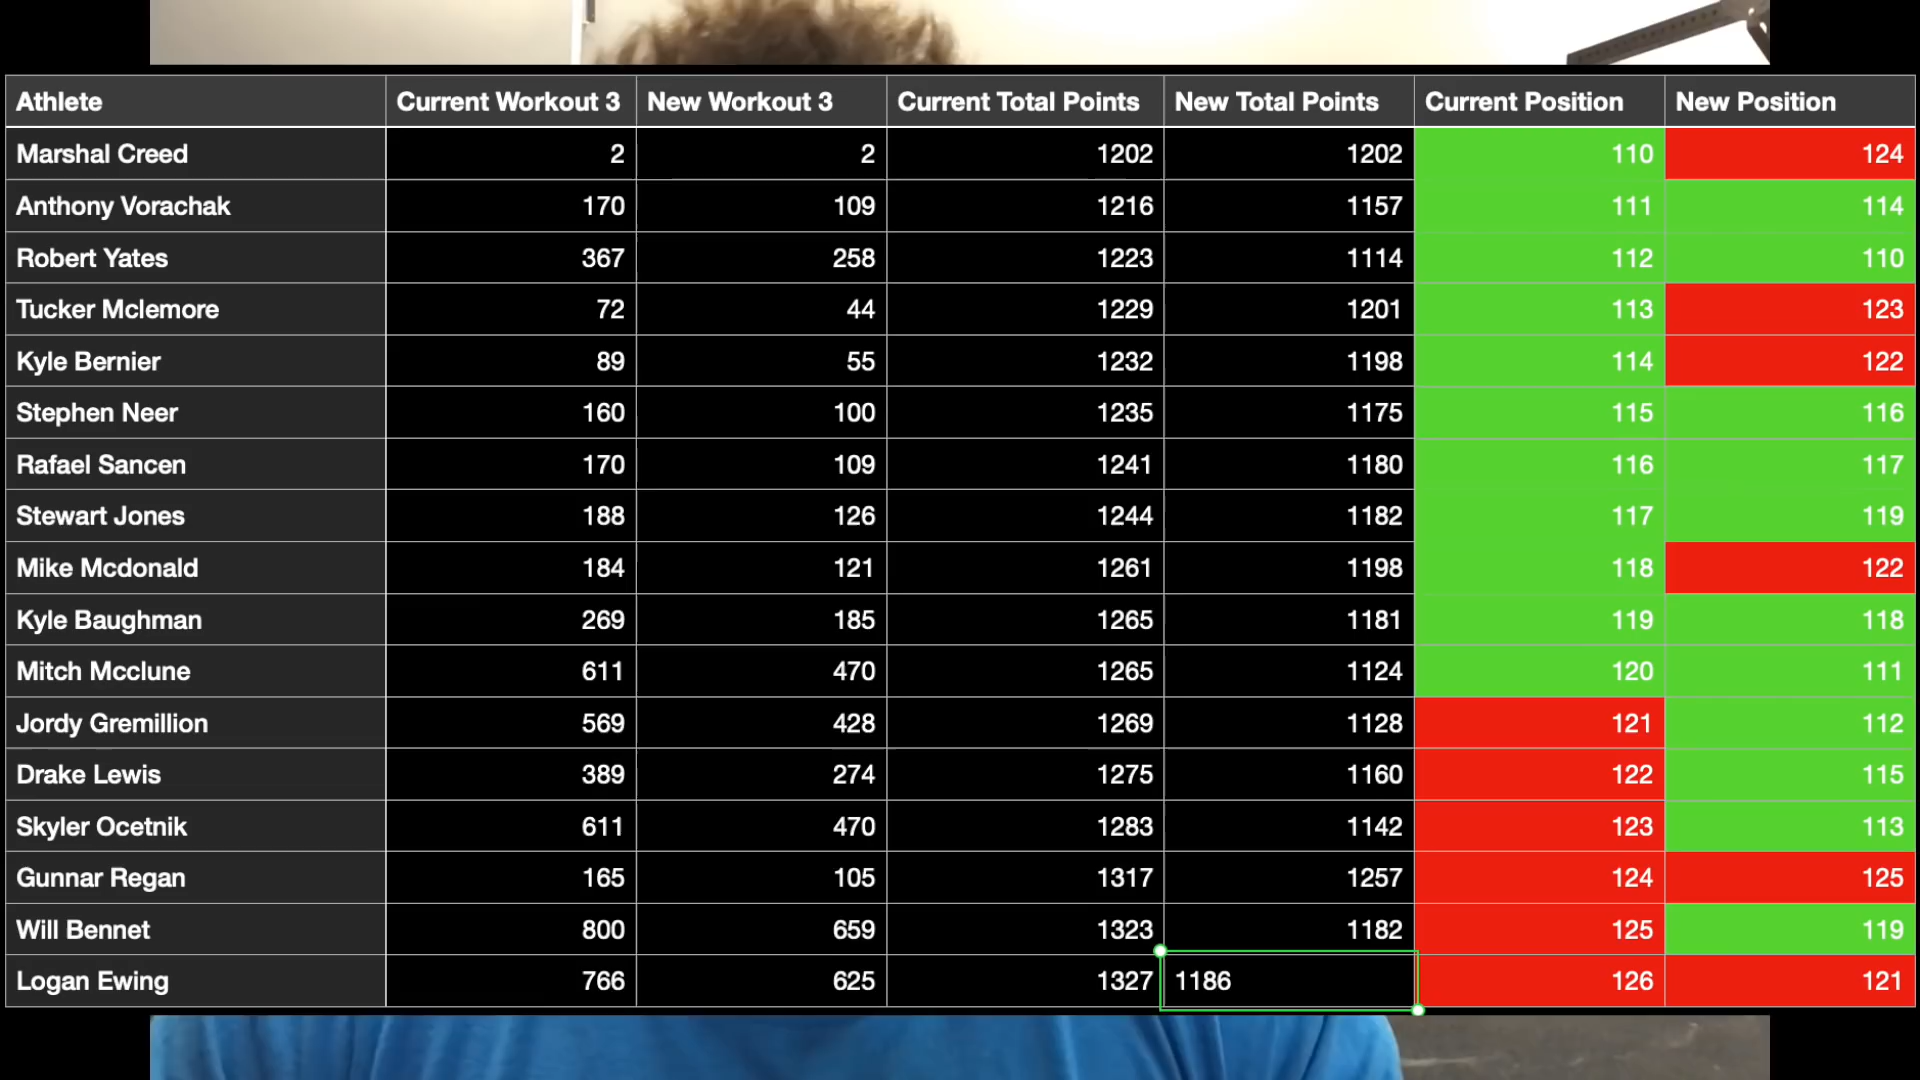 Athlete Current Workout 3 New Workout 3 Current Total Points New Total Points Current Position New Position
Marshal Creed 2 2 1202 1202 110 124
Anthony Vorachak 170 109 1216 1157 111 114
Robert Yates 367 258 1223 1114 112 110
Tucker Mclemore 72 44 1229 1201 113 123
Kyle Bernier 89 55 1232 1198 114 122
Stephen Neer 160 100 1235 1175 115 116
Rafael Sancen 170 109 1241 1180 116 117
Stewart Jones 188 126 1244 1182 117 119
Mike Mcdonald 184 121 1261 1198 118 122
Kyle Baughman 269 185 1265 1181 119 118
Mitch Mcclune 611 470 1265 1124 120 111
Jordy Gremillion 569 428 1269 1128 121 112
Drake Lewis 389 274 1275 1160 122 115
Skyler Ocetnik 611 470 1283 1142 123 113
Gunnar Regan 165 105 1317 1257 124 125
Will Bennet 800 659 1323 1182 125 119
Logan Ewing 766 625 1327 1186 126 121